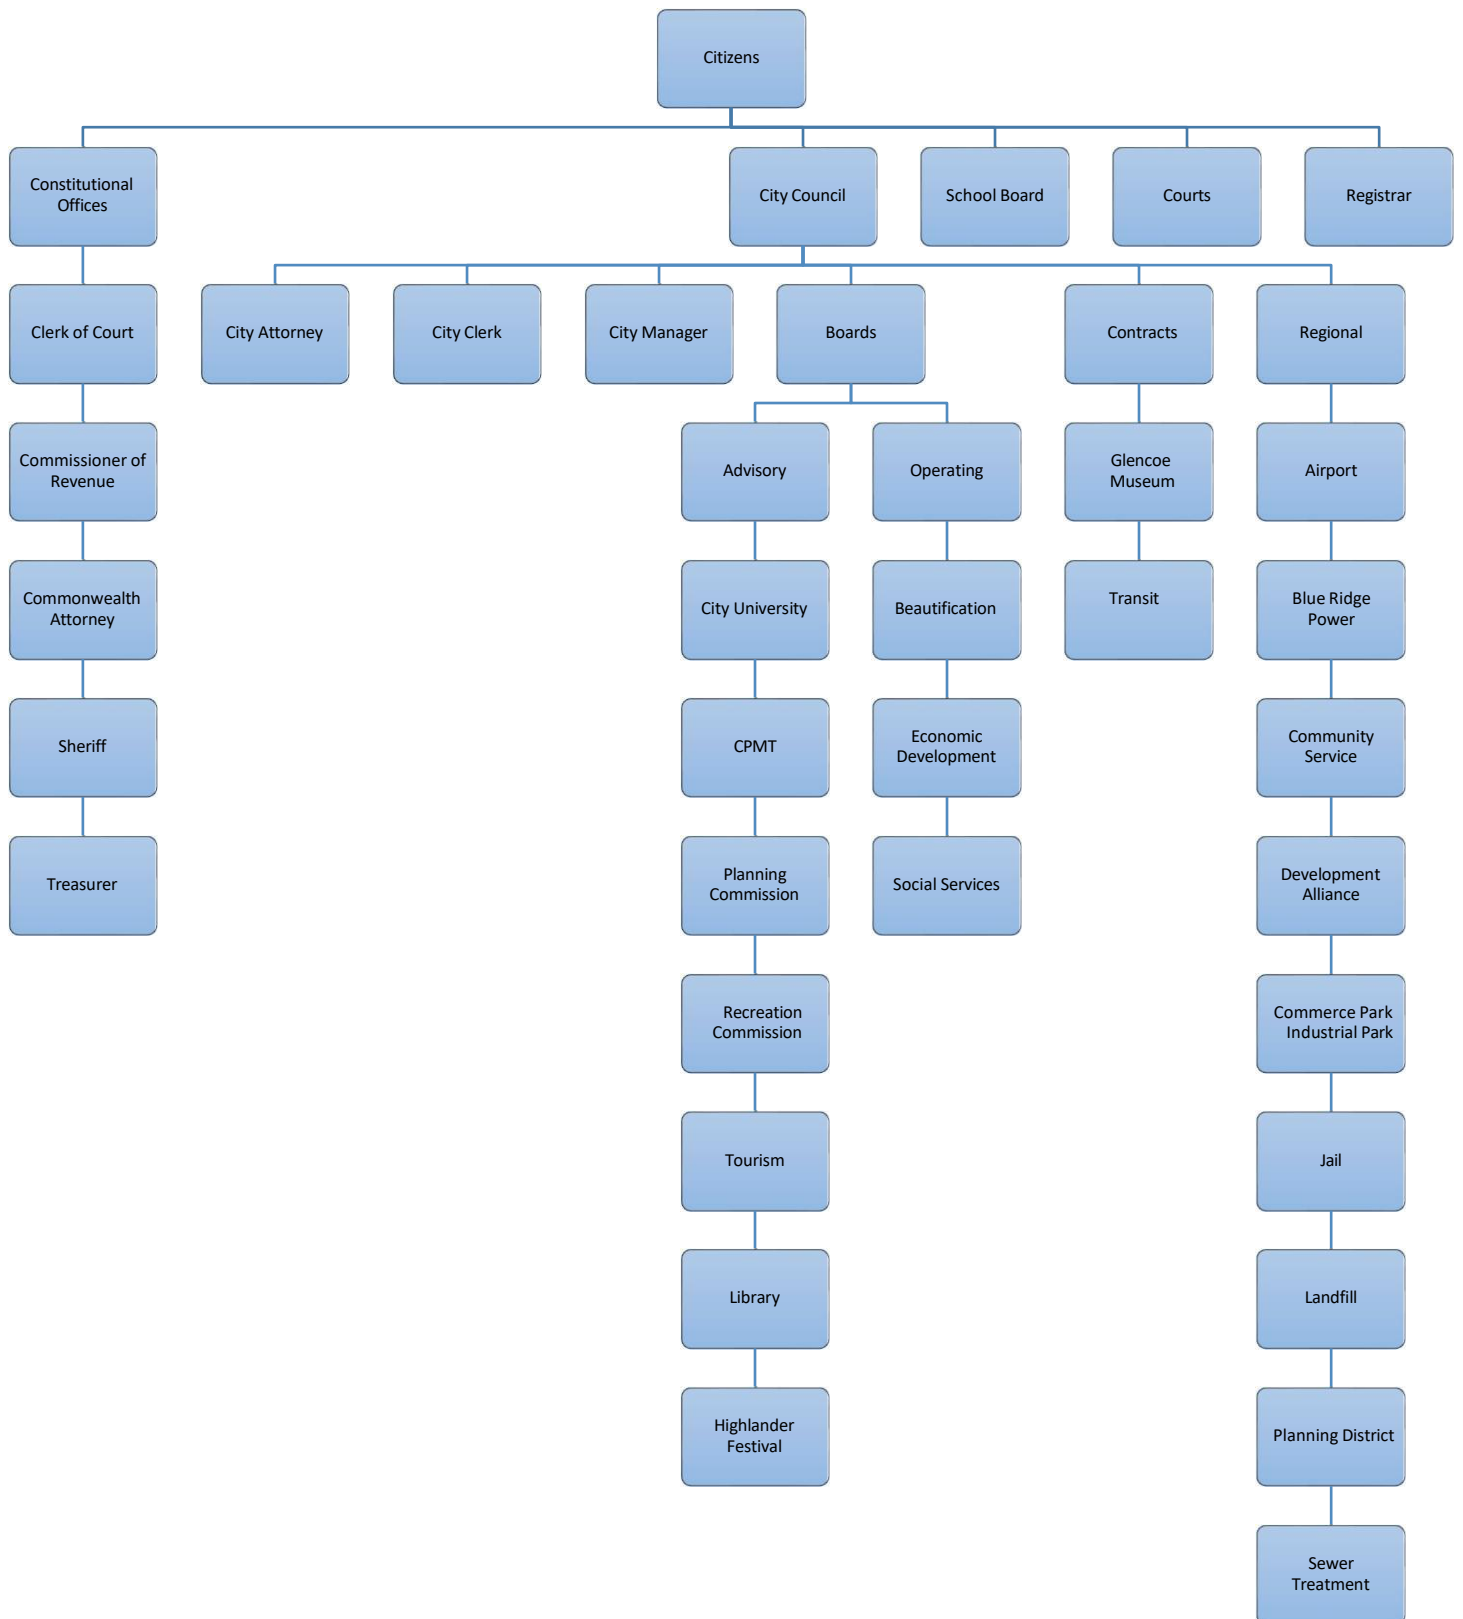 Citizens
Constitutional
Offices
City Council
School Board
Courts
Registrar
Clerk of Court
City Attorney
City Clerk
City Manager
Boards
Contracts
Regional
Commissioner of
Revenue
Advisory
Operating
Glencoe
Museum
Airport
Commonwealth
Attorney
City University
Beautification
Transit
Blue Ridge
Power
Sheriff
CPMT
Economic
Development
Community
Service
Treasurer
Planning
Commission
Social Services
Development
Alliance
Recreation
Commission
Commerce Park
Industrial Park
Tourism
Jail
Library
Landfill
Highlander
Festival
Planning District
Sewer
Treatment